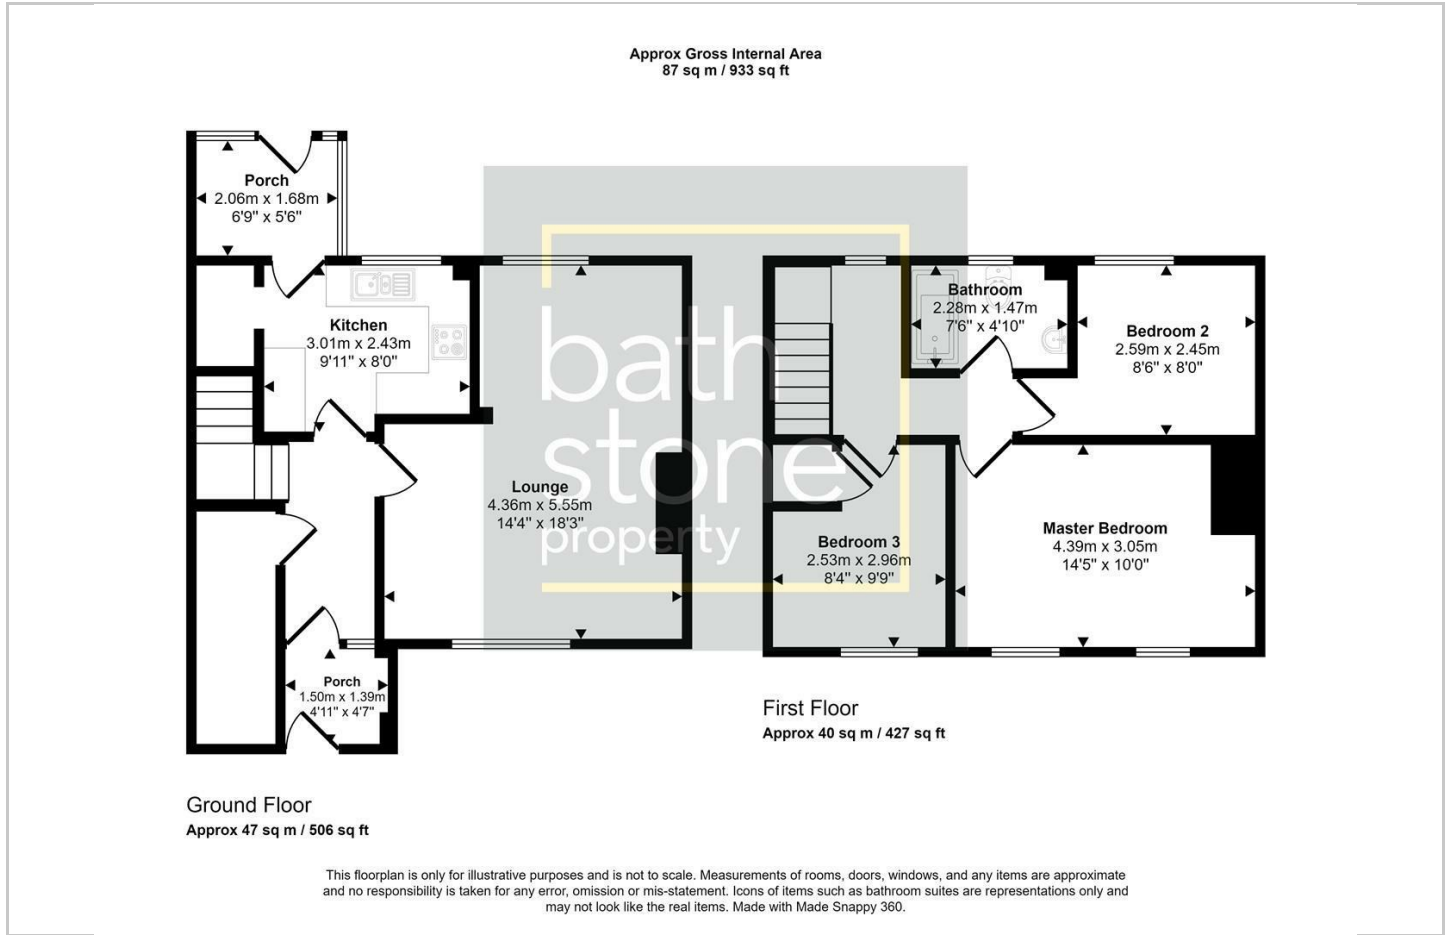 Approx Gross Internal Area
87 sq m / 933 sq ft
Porch
2.06m x 1.68m
6'9" x 5'6"
Kitchen
3.01m x 2.43m
9'11" x 8'0"
Lounge
4.36m x 5.55m
14'4" x 18'3"
Porch
1.50m x 1.39m
4'11" x 4'7"
Ground Floor
Approx 47 sq m / 506 sq ft
bath
stone
property
Bathroom
2.28m x 1.47m
7'6" x 4'10"
Bedroom 2
2.59m x 2.45m
8'6" x 8'0"
Bedroom 3
2.53m x 2.96m
8'4" x 9'9"
Master Bedroom
4.39m x 3.05m
14'5" x 10'0"
First Floor
Approx 40 sq m / 427 sq ft
This floorplan is only for illustrative purposes and is not to scale. Measurements of rooms, doors, windows, and any items are approximate
and no responsibility is taken for any error, omission or mis-statement. Icons of items such as bathroom suites are representations only and
may not look like the real items. Made with Made Snappy 360.